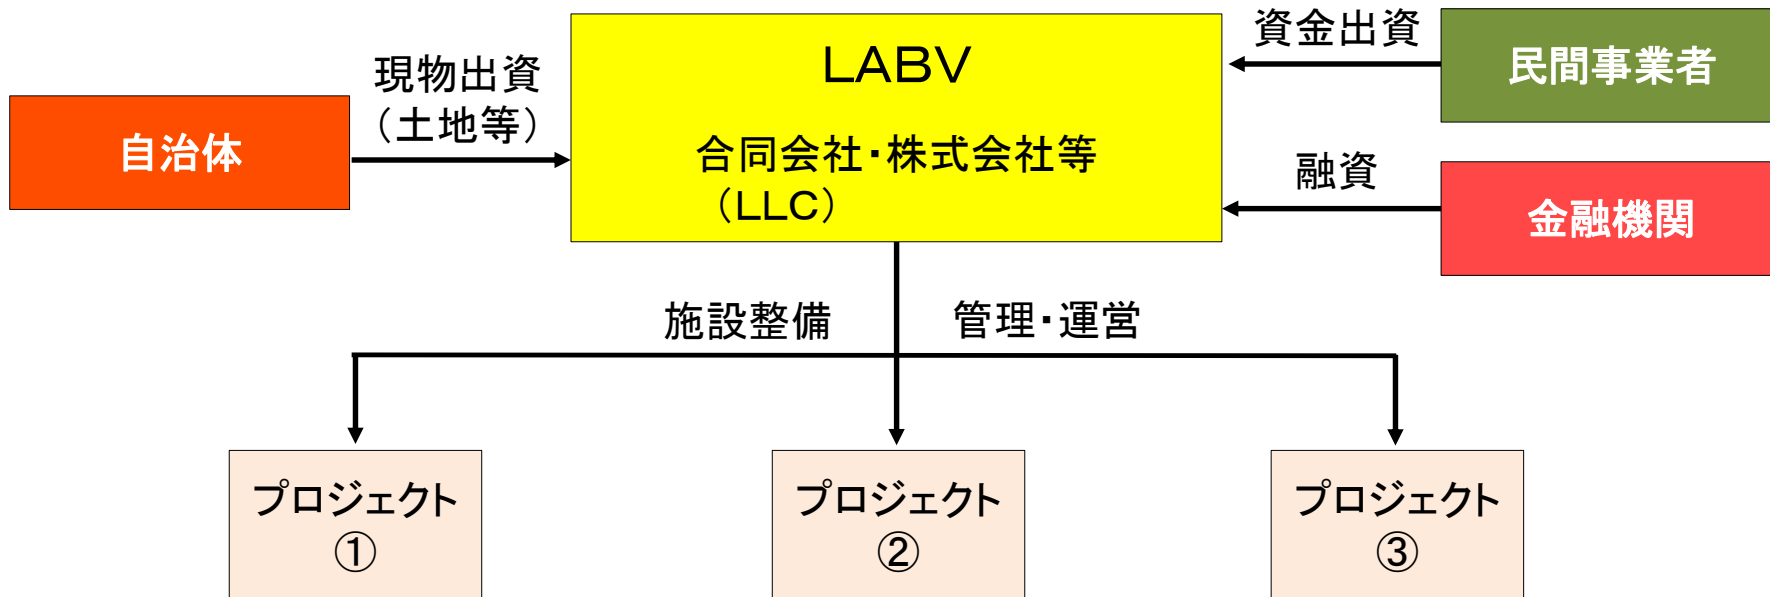 LABV
合同会社・株式会社等
（LLC）
自治体
現物出資
（土地等）
資金出資
民間事業者
融資
金融機関
施設整備
管理・運営
プロジェクト
①
プロジェクト
②
プロジェクト
③